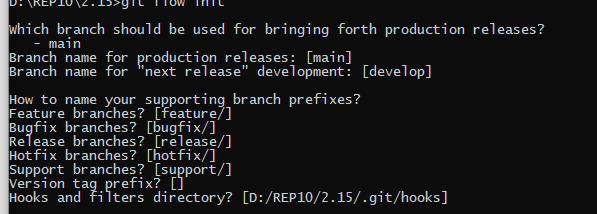 D:\REP10\2.15>git flow init
Which branch should be used for bringing forth production releases?
- main
Branch name for production releases: [main]
Branch name for "next release" development: [develop]
How to name your supporting branch prefixes?
Feature branches? [feature/]
Bugfix branches? [bugfix/]
Release branches? [release/]
Hotfix branches? [hotfix/]
Support branches? [support/]
Version tag prefix? []
Hooks and filters directory? [D:/REP10/2.15/.git/hooks]